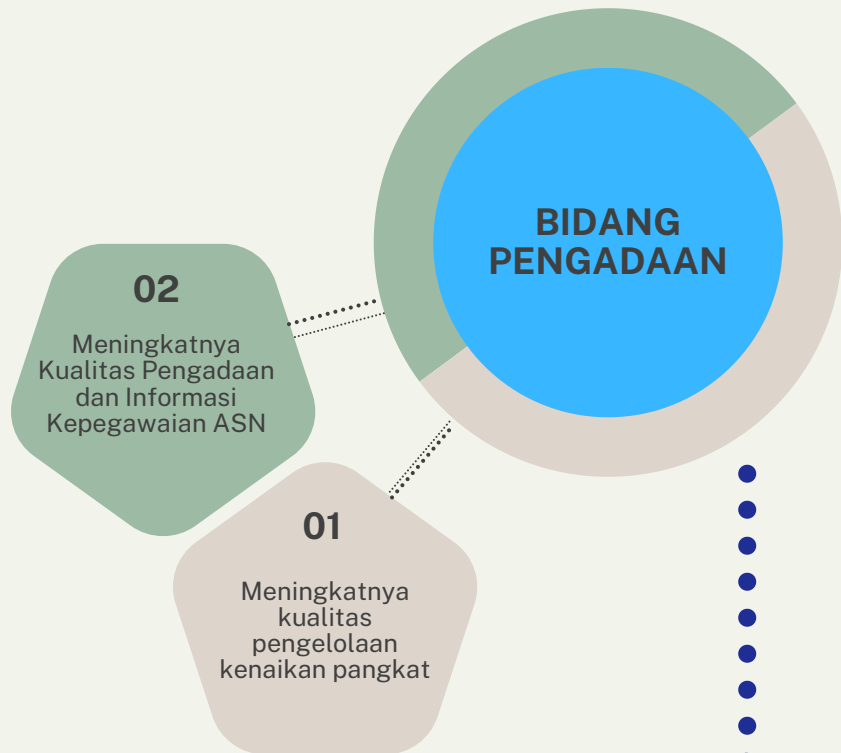 BIDANG
PENGADAAN
02
Meningkatnya
Kualitas Pengadaan
dan Informasi
Kepegawaian ASN
01
Meningkatnya
kualitas
pengelolaan
kenaikan pangkat